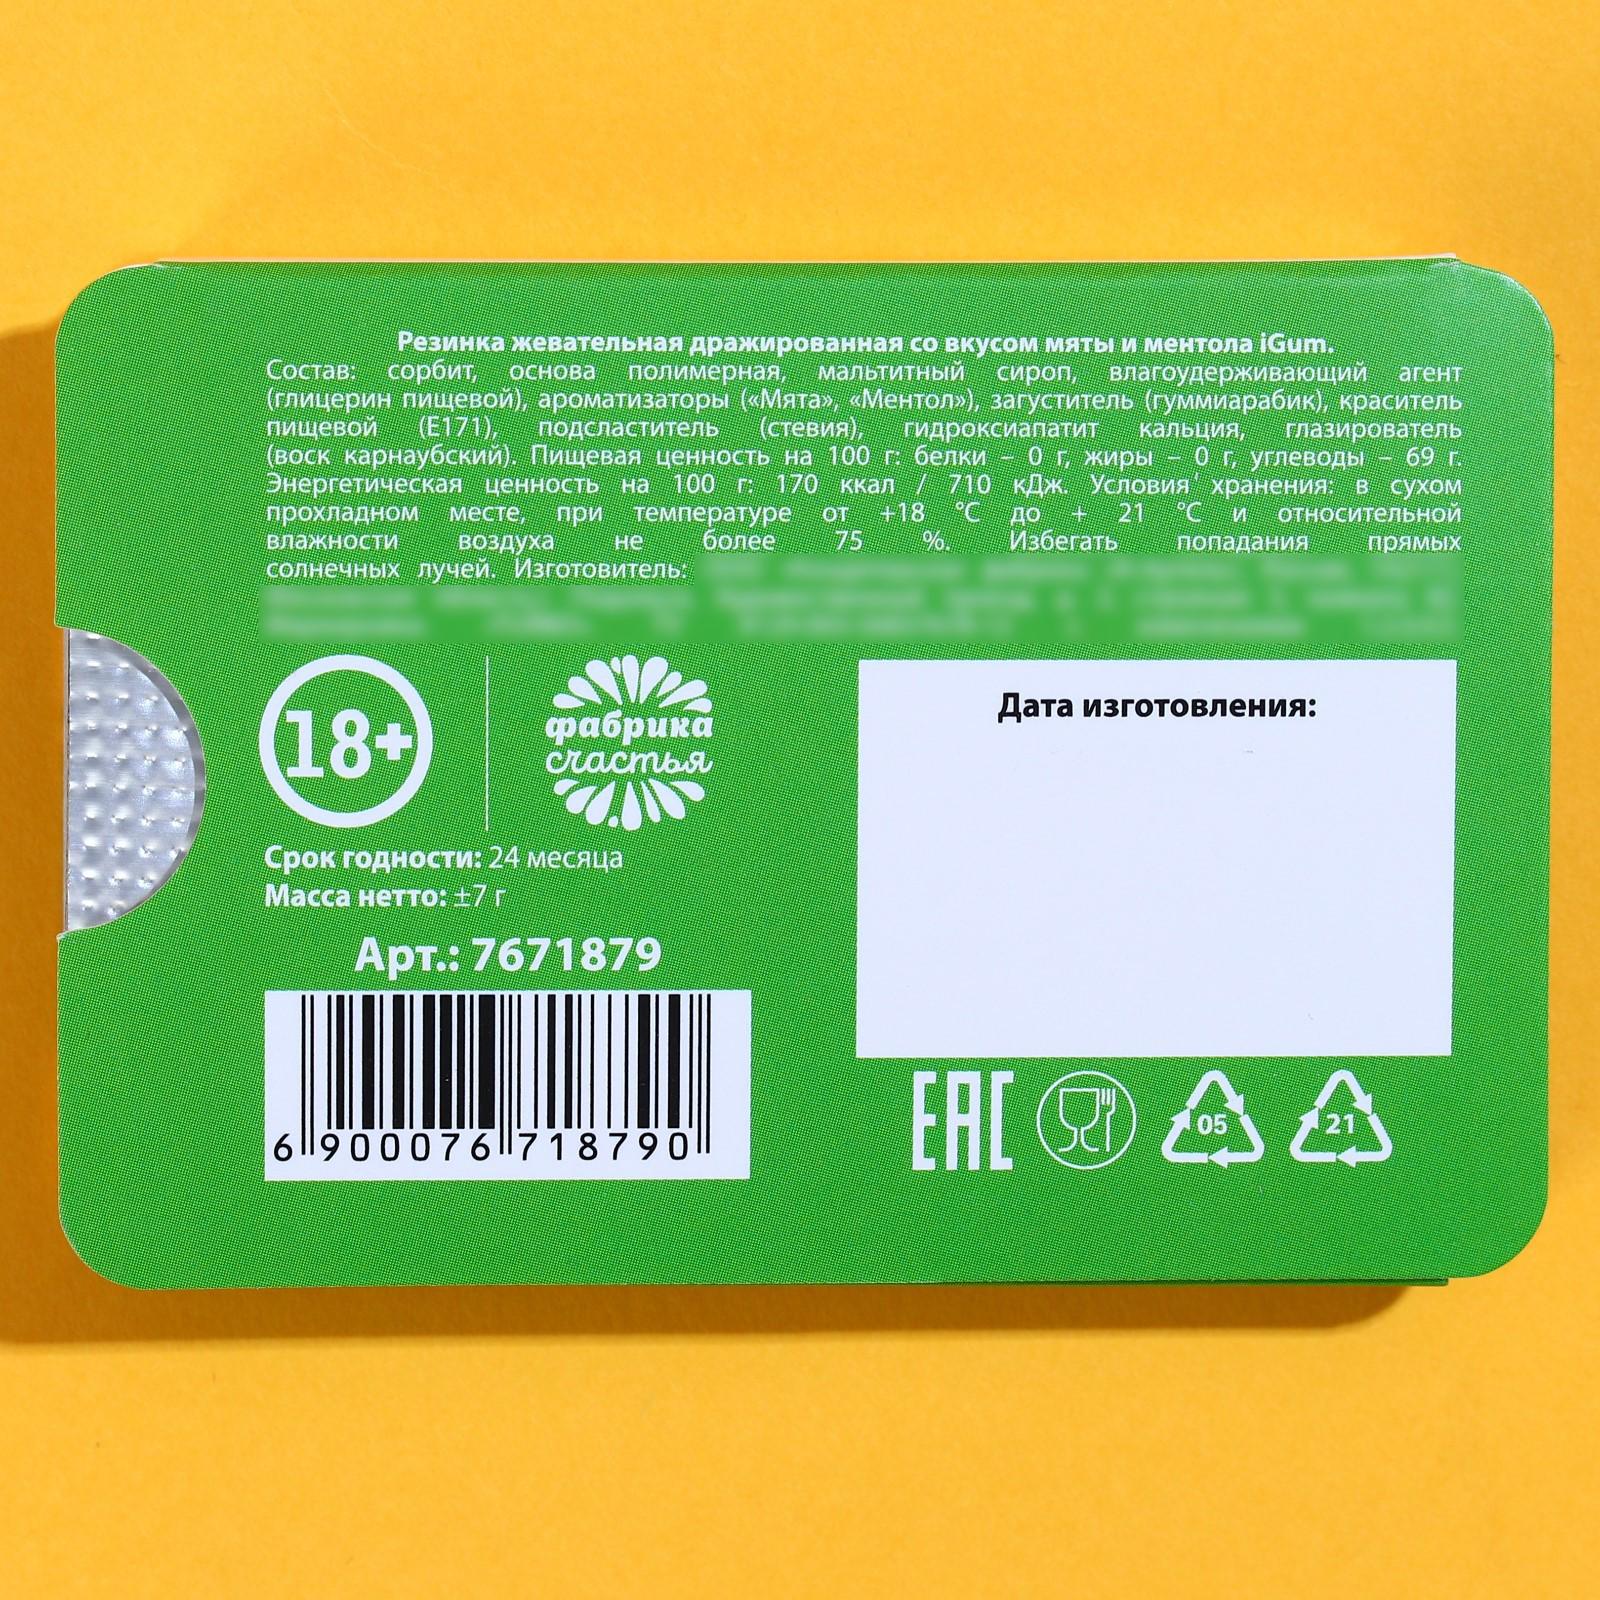 Резинка жевательная дражированная со вкусом мяты и ментола iGum.
Состав: сорбит, основа полимерная, мальтитный сироп, влагоудерживающий агент
(глицерин пищевой), ароматизаторы («Мята», «Ментол»), загуститель (гуммиарабик), краситель
пищевой (Е171), подсластитель (стевия), гидроксиапатит кальция, глазирователь
(воск карнаубский). Пищевая ценность на 100 г: белки – 0 г, жиры – 0 г, углеводы – 69 г.
Энергетическая ценность на 100 г: 170 ккал / 710 кДж. Условия хранения: в сухом
прохладном месте, при температуре от +18 °С до + 21 °С и относительной
влажности воздуха не более 75 %. Избегать попадания прямых
солнечных лучей. Изготовитель:
18+
фабрика
счастья
Срок годности: 24 месяца
Масса нетто: ±7 г
Арт.: 7671879
6 900076 718790
Дата изготовления:
EAC
05
21